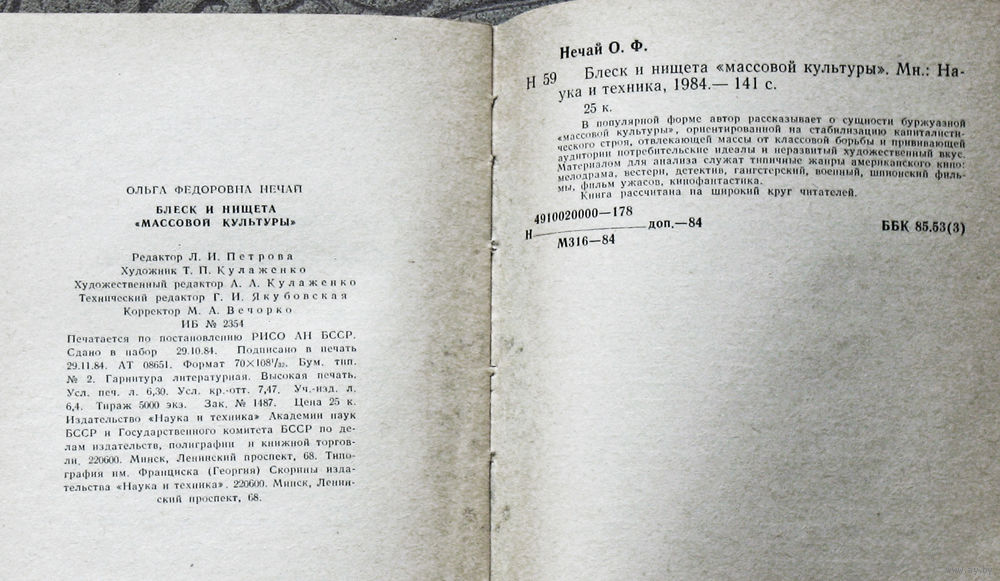 ОЛЬГА ФЕДОРОВНА НЕЧАЙ
БЛЕСК И НИЩЕТА
«МАССОВОЙ КУЛЬТУРЫ»
Редактор Л. И. Петрова
Художник Т. П. Кулаженко
Художественный редактор А. А. Кулаженко
Технический редактор Г. И. Якубовская
Корректор М. А. Вечорко
ИБ № 2354
Печатается по постановлению РИСО АН БССР.
Сдано в набор 29.10.84. Подписано в печать
29.11.84. АТ 08651. Формат 70×108¹/₃₂. Бум. тип.
№ 2. Гарнитура литературная. Высокая печать.
Усл. печ. л. 6,30. Усл. кр.-отт. 7,47. Уч.-изд. л.
6,4. Тираж 5000 экз. Зак. № 1487. Цена 25 к.
Издательство «Наука и техника» Академии наук
БССР и Государственного комитета БССР по де-
лам издательств, полиграфии и книжной торгов-
ли. 220600. Минск, Ленинский проспект, 68. Типо-
графия им. Франциска (Георгия) Скорины изда-
тельства «Наука и техника». 220600. Минск, Ленин-
ский проспект, 68.
Нечай О. Ф.
Н 59 Блеск и нищета «массовой культуры». Мн.: На-
ука и техника, 1984.— 141 с.
25 к.
В популярной форме автор рассказывает о сущности буржуазной
«массовой культуры», ориентированной на стабилизацию капиталисти-
ческого строя, отвлекающей массы от классовой борьбы и прививающей
аудитории потребительские идеалы и неразвитый художественный вкус.
Материалом для анализа служат типичные жанры американского кино:
мелодрама, вестерн, детектив, гангстерский, военный, шпионский филь-
мы, фильм ужасов, кинофантастика.
Книга рассчитана на широкий круг читателей.
4910020000—178
Н доп.—84 ББК 85.53(3)
М316—84